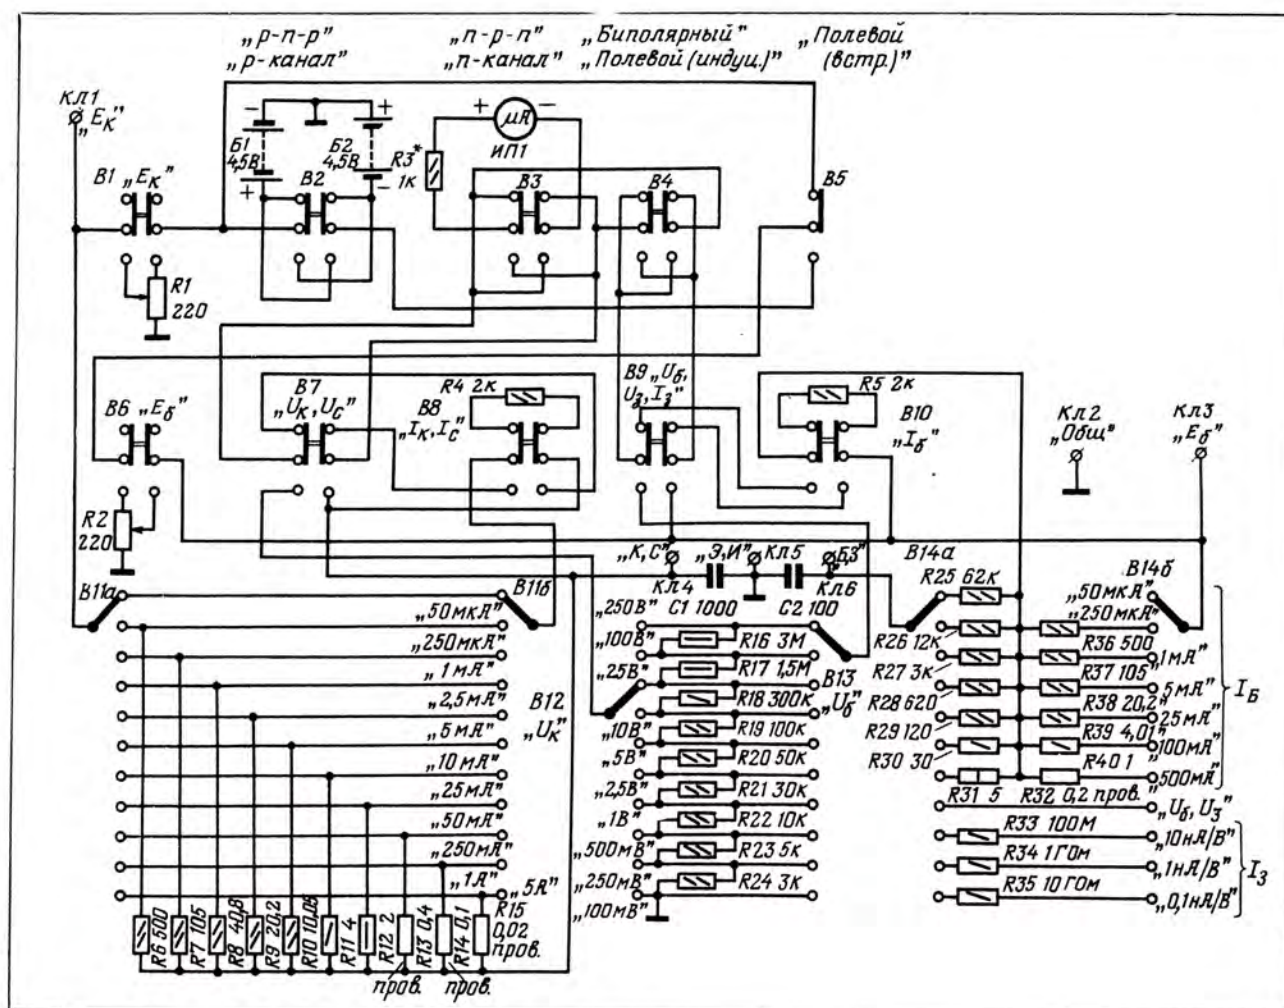 „p-n-p"
„p-канал"
„n-p-n"
„n-канал"
„Биполярный"
„Полевой (индуц.)"
„Полевой
(встр.)"
Кл1
„Eк"
Б1
4,5В
Б2
4,5В
R3*
1к
μA
ИП1
В1 „Eк"
В2
В3
В4
В5
R1
220
В6 „Eб"
В7
„Uк, Uс"
R4 2к
В8
„Iк, Iс"
В9 „Uб,
Uз, Iз"
R5 2к
В10
„Iб"
Кл2
„Общ"
Кл3
„Eб"
R2
220
В11а
В11б
„50мкА"
„250мкА"
„1мА"
„2,5мА"
„5мА"
„10мА"
„25мА"
„50мА"
„250мА"
„1А"
„5А"
R6 600
R7 105
R8 40,8
R9 20,2
R10 10,05
R11 4
R12 2
R13 0,4
R14 0,1
R15
0,02
пров.
пров.
пров.
В12
„Uк"
„К,С"
Кл4
„Э,И"
Кл5
„Б,З"
Кл6
C1 1000
C2 100
„250В"
„100В"
„25В"
„10В"
„5В"
„2,5В"
„1В"
„500мВ"
„250мВ"
„100мВ"
R16 3М
R17 1,5М
R18 300к
R19 100к
R20 50к
R21 30к
R22 10к
R23 5к
R24 3к
В13
„Uб"
В14а
В14б
R25 62к
R26 12к
R27 3к
R28 620
R29 120
R30 30
R31 5
R32 0,2 пров.
R36 500
R37 105
R38 20,2
R39 4,01
R40 1
„50мкА"
„250мкА"
„1мА"
„5мА"
„25мА"
„100мА"
„500мА"
IБ
„Uб, Uз"
R33 100М
R34 1ГОм
R35 10ГОм
„10нА/В"
„1нА/В"
„0,1нА/В"
Iз